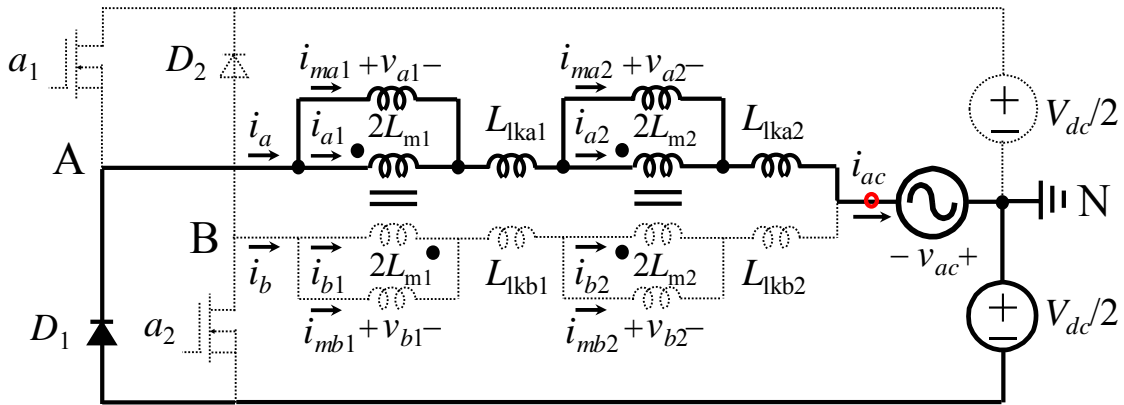 a1
D2
ima1 +va1−
ima2 +va2−
+ −
Vdc/2
ia
ia1
2Lm1
Llka1
ia2
2Lm2
Llka2
A
iac
N
B
− vac +
ib
ib1
2Lm1
Llkb1
ib2
2Lm2
Llkb2
D1
a2
imb1 +vb1−
imb2 +vb2−
+ −
Vdc/2